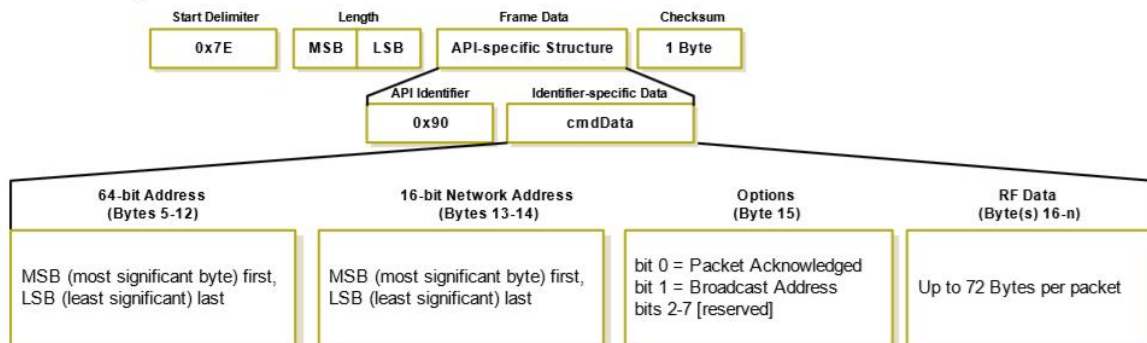 Start Delimiter
Length
Frame Data
Checksum
0x7E
MSB
LSB
API-specific Structure
1 Byte
API Identifier
Identifier-specific Data
0x90
cmdData
64-bit Address
(Bytes 5-12)
MSB (most significant byte) first,
LSB (least significant) last
16-bit Network Address
(Bytes 13-14)
MSB (most significant byte) first,
LSB (least significant) last
Options
(Byte 15)
bit 0 = Packet Acknowledged
bit 1 = Broadcast Address
bits 2-7 [reserved]
RF Data
(Byte(s) 16-n)
Up to 72 Bytes per packet